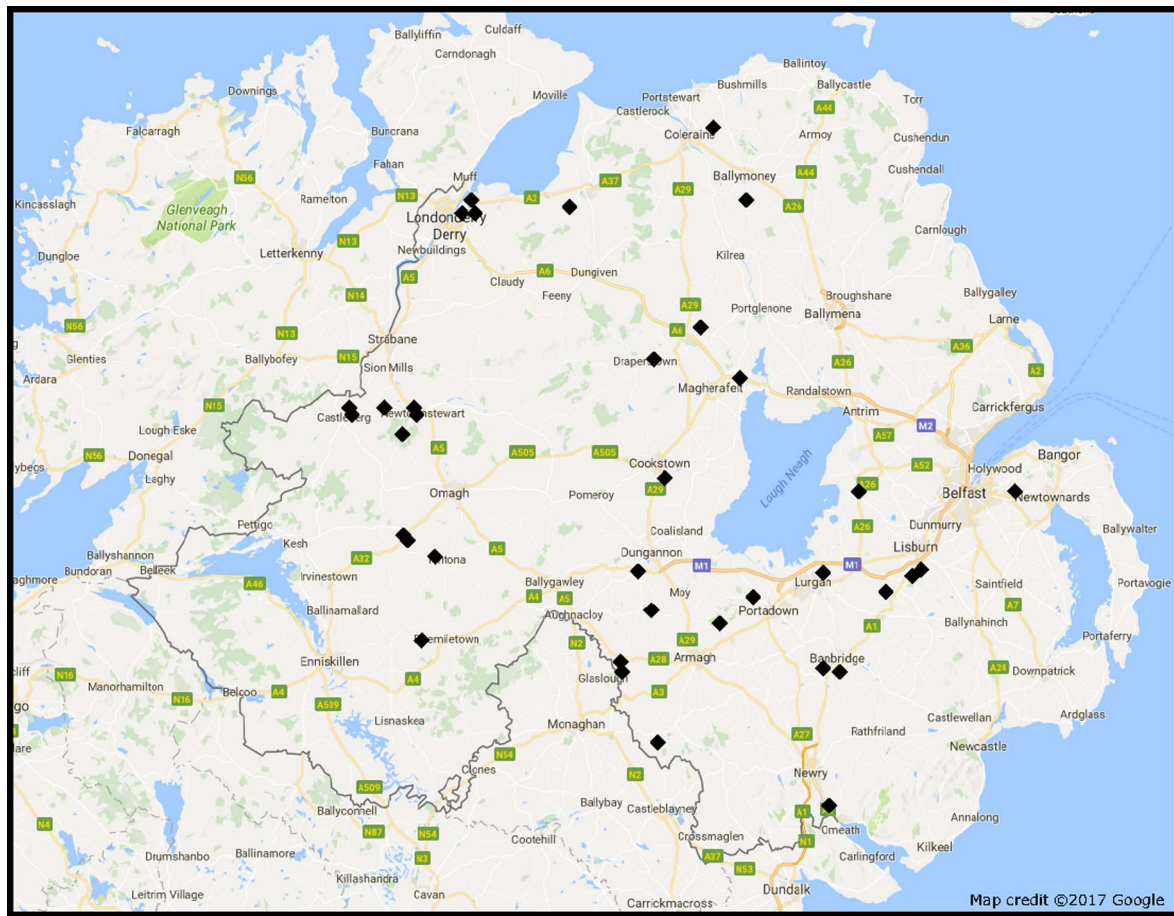 Culdaff
Ballyliffin
Carndonagh
Ballintoy
Downings
Moville
Portstewart
Bushmills
Ballycastle
Castlerock
A44
Torr
Falcarragh
Buncrana
Coleraine
Armoy
Cushendun
Fahan
Muff
Cushendall
N56
A37
A44
Ballymoney
Kincasslagh
Ramelton
N13
A2
A29
A26
Glenveagh
National Park
Londonderry
Derry
Carnlough
Letterkenny
N13
Newbuildings
Dungloe
Kilrea
A5
A6
Dungiven
Claudy
N14
Feeny
Broughshane
Ballygalley
A29
Portglenone
Ballymena
Larne
N56
N13
Strabane
A6
A36
Glenties
Ballybofey
N15
Sion Mills
Draperstown
A26
A2
Ardara
Magherafelt
Randalstown
N15
Castlederg
Newtownstewart
Antrim
Carrickfergus
Lough Eske
M2
A57
N56
Donegal
A5
A505
A505
Bangor
Laghy
Cookstown
A52
Holywood
Lough Neagh
A26
Omagh
Pomeroy
A29
Belfast
Newtownards
Pettigo
Coalisland
A26
Dunmurry
Ballywalter
Kesh
Lisburn
Ballyshannon
A32
A5
Dungannon
Bundoran
Belleek
Irvinestown
Ballygawley
M1
M1
A46
Lurgan
Saintfield
Portavogie
A4
A5
Moy
Ballinamallard
Aughnacloy
Portadown
A7
Ballynahinch
A1
N2
A29
Portaferry
Enniskillen
A28
Armagh
Banbridge
A24
Downpatrick
N16
Manorhamilton
Glaslough
A4
N16
Belcoo
A4
A3
A509
Lisnaskea
Monaghan
Castlewellan
Ardglass
Rathfriland
A27
N54
Newcastle
Clones
N2
Newry
A509
Ballyconnell
Ballybay
Castleblayney
A1
Annalong
N4
N87
N54
Omeath
Cootehill
Crossmaglen
N1
Kilkeel
Drumshanbo
Ballinamore
N3
A37
Carlingford
N53
Killashandra
Dundalk
Leitrim Village
Cavan
Carrickmacross
Map credit ©2017 Google